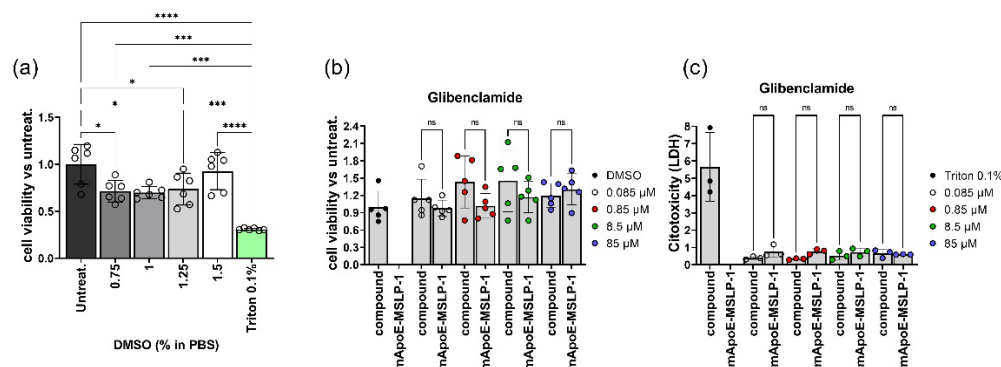 (a)
****
***
***
*
*
***
*
****
cell viability vs untreat.
1.5
1.0
0.5
0.0
Untreat.
0.75
1
1.25
1.5
Triton 0.1%
DMSO (% in PBS)
(b)
Glibenclamide
ns
ns
ns
ns
cell viability vs untreat.
2.4
2.1
1.8
1.5
1.2
0.9
0.6
0.3
0.0
DMSO
0.085 µM
0.85 µM
8.5 µM
85 µM
compound
mApoE-MSLP-1
compound
mApoE-MSLP-1
compound
mApoE-MSLP-1
compound
mApoE-MSLP-1
compound
mApoE-MSLP-1
(c)
Glibenclamide
ns
ns
ns
ns
Citotoxicity (LDH)
8
6
4
2
0
Triton 0.1%
0.085 µM
0.85 µM
8.5 µM
85 µM
compound
mApoE-MSLP-1
compound
mApoE-MSLP-1
compound
mApoE-MSLP-1
compound
mApoE-MSLP-1
compound
mApoE-MSLP-1